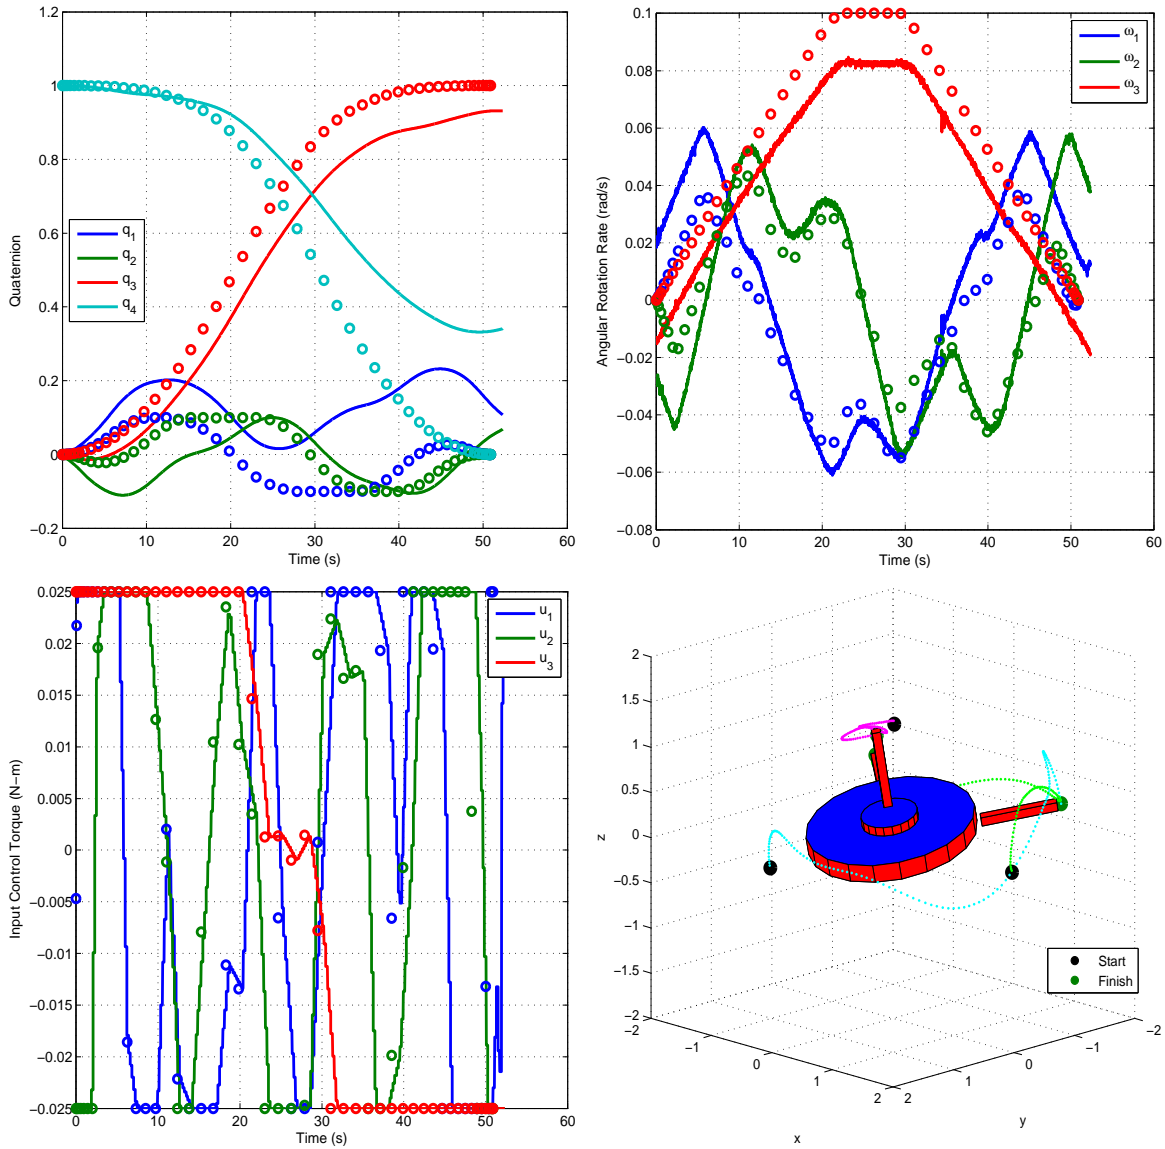 1.2
1
0.8
0.6
0.4
0.2
0
−0.2
Quaternion
q1
q2
q3
q4
0 10 20 30 40 50 60
Time (s)
0.1
0.08
0.06
0.04
0.02
0
−0.02
−0.04
−0.06
−0.08
Angular Rotation Rate (rad/s)
ω1
ω2
ω3
0 10 20 30 40 50 60
Time (s)
0.025
0.02
0.015
0.01
0.005
0
−0.005
−0.01
−0.015
−0.02
−0.025
Input Control Torque (N−m)
u1
u2
u3
0 10 20 30 40 50 60
Time (s)
2
1.5
1
0.5
0
−0.5
−1
−1.5
−2
z
−2 −1 0 1 2
x
2 1 0 −1 −2
y
Start
Finish